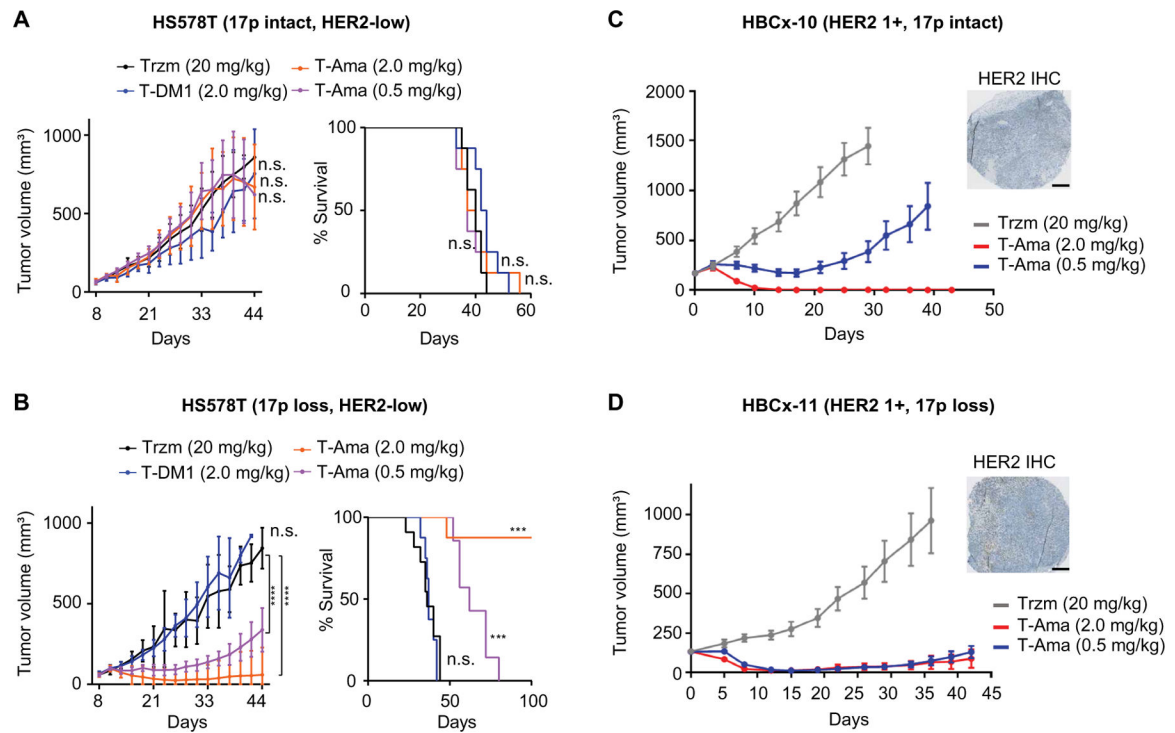 A
HS578T (17p intact, HER2-low)
Trzm (20 mg/kg) T-Ama (2.0 mg/kg)
T-DM1 (2.0 mg/kg) T-Ama (0.5 mg/kg)
Tumor volume (mm³)
1000
500
8 21 33 44
Days
n.s.
n.s.
n.s.
% Survival
100
50
0
0 20 40 60
Days
n.s.
n.s.
n.s.
B
HS578T (17p loss, HER2-low)
Trzm (20 mg/kg) T-Ama (2.0 mg/kg)
T-DM1 (2.0 mg/kg) T-Ama (0.5 mg/kg)
Tumor volume (mm³)
1000
500
0
8 21 33 44
Days
n.s.
****
****
% Survival
100
50
0
0 50 100
Days
***
***
n.s.
C
HBCx-10 (HER2 1+, 17p intact)
HER2 IHC
Tumor volume (mm³)
2000
1500
1000
500
0
0 10 20 30 40 50
Days
Trzm (20 mg/kg)
T-Ama (2.0 mg/kg)
T-Ama (0.5 mg/kg)
D
HBCx-11 (HER2 1+, 17p loss)
HER2 IHC
Tumor volume (mm³)
1000
750
500
250
0
0 5 10 15 20 25 30 35 40 45
Days
Trzm (20 mg/kg)
T-Ama (2.0 mg/kg)
T-Ama (0.5 mg/kg)